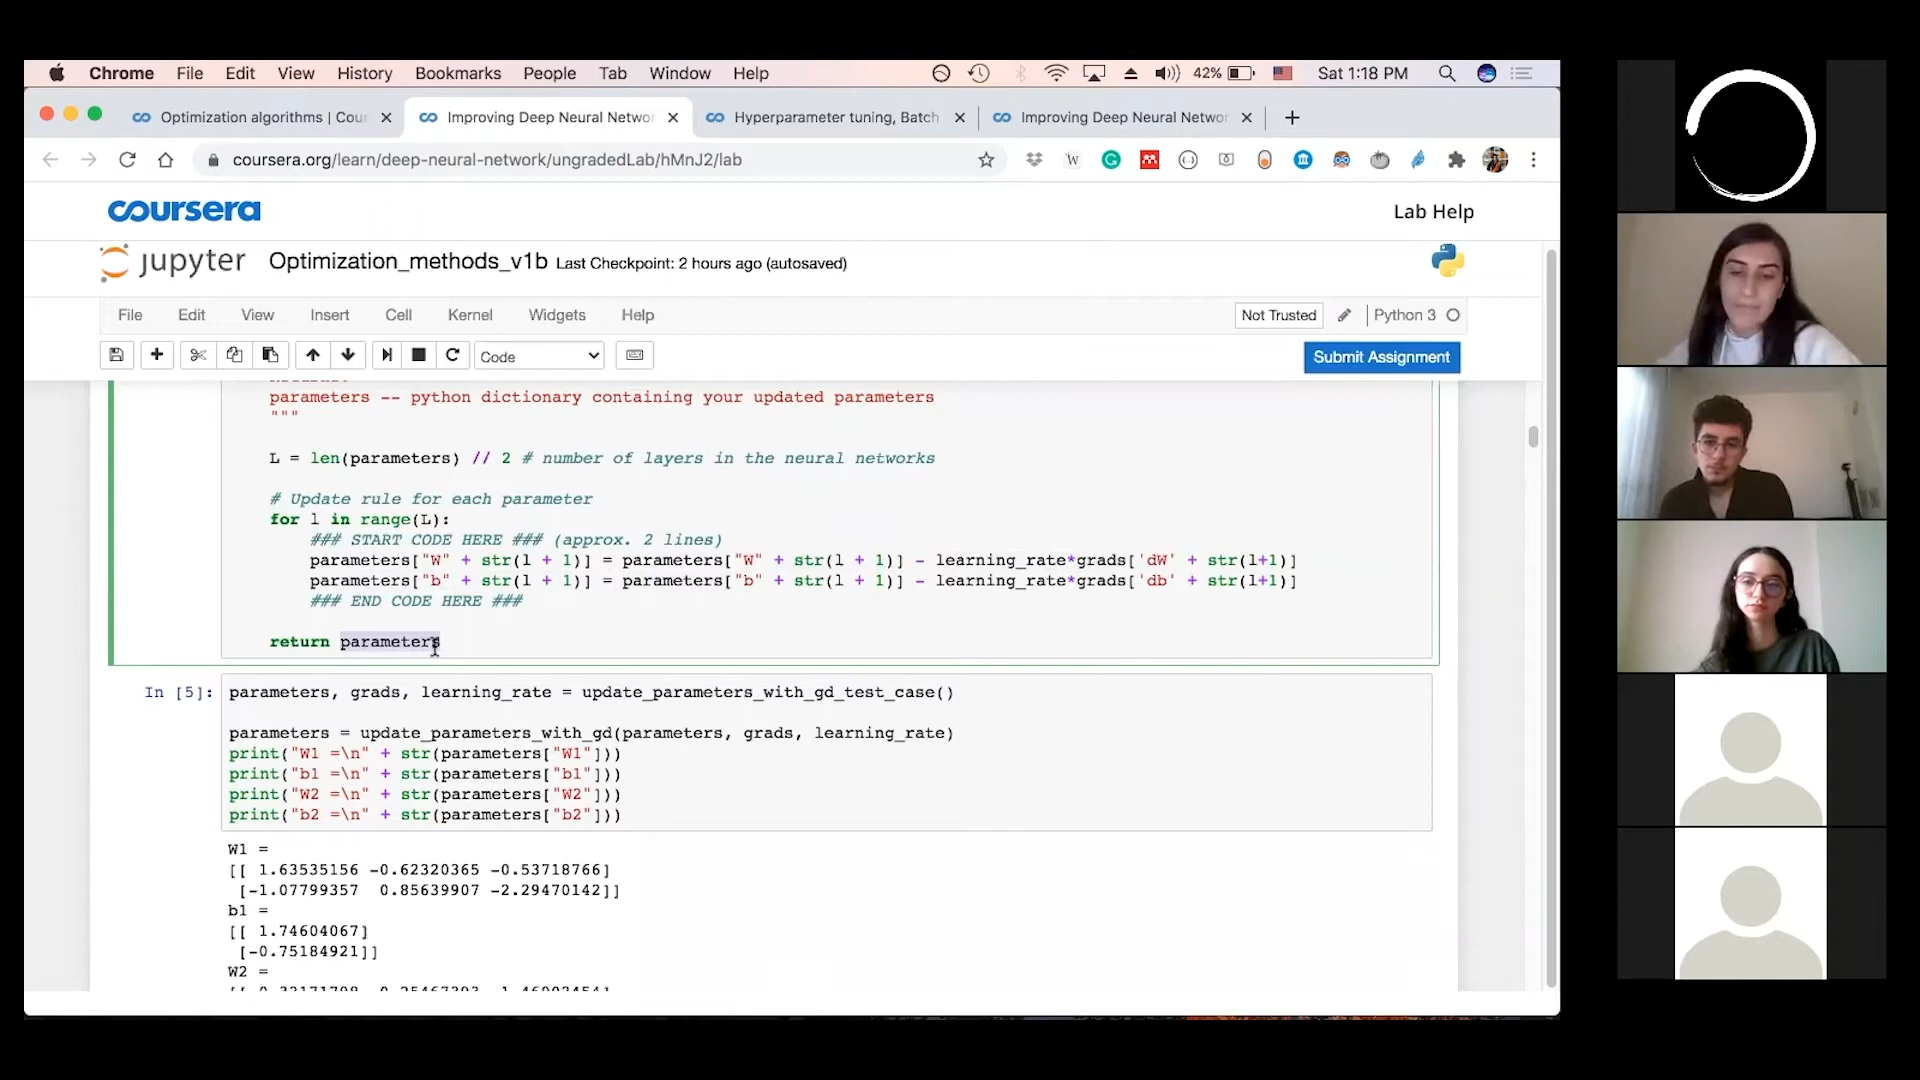 Chrome File Edit View History Bookmarks People Tab Window Help 42% Sat 1:18 PM
Optimization algorithms | Cour
Improving Deep Neural Networ
Hyperparameter tuning, Batch
Improving Deep Neural Networ
coursera.org/learn/deep-neural-network/ungradedLab/hMnJ2/lab
coursera
Lab Help
jupyter Optimization_methods_v1b Last Checkpoint: 2 hours ago (autosaved)
File Edit View Insert Cell Kernel Widgets Help Not Trusted Python 3
Code
Submit Assignment
parameters -- python dictionary containing your updated parameters
"""
L = len(parameters) // 2 # number of layers in the neural networks
# Update rule for each parameter
for l in range(L):
### START CODE HERE ### (approx. 2 lines)
parameters["W" + str(l + 1)] = parameters["W" + str(l + 1)] - learning_rate*grads['dW' + str(l+1)]
parameters["b" + str(l + 1)] = parameters["b" + str(l + 1)] - learning_rate*grads['db' + str(l+1)]
### END CODE HERE ###
return parameters
In [5]: parameters, grads, learning_rate = update_parameters_with_gd_test_case()
parameters = update_parameters_with_gd(parameters, grads, learning_rate)
print("W1 =\n" + str(parameters["W1"]))
print("b1 =\n" + str(parameters["b1"]))
print("W2 =\n" + str(parameters["W2"]))
print("b2 =\n" + str(parameters["b2"]))
W1 =
[[ 1.63535156 -0.62320365 -0.53718766]
[-1.07799357 0.85639907 -2.29470142]]
b1 =
[[ 1.74604067]
[-0.75184921]]
W2 =